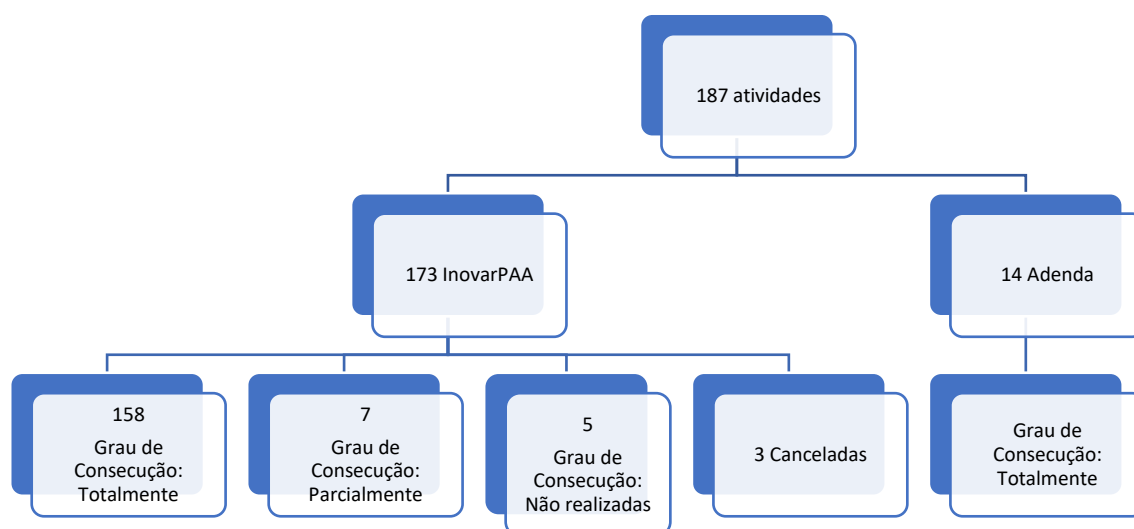 187 atividades
173 InovarPAA
14 Adenda
158
Grau de
Consecução:
Totalmente
7
Grau de
Consecução:
Parcialmente
5
Grau de
Consecução:
Não realizadas
3 Canceladas
Grau de
Consecução:
Totalmente